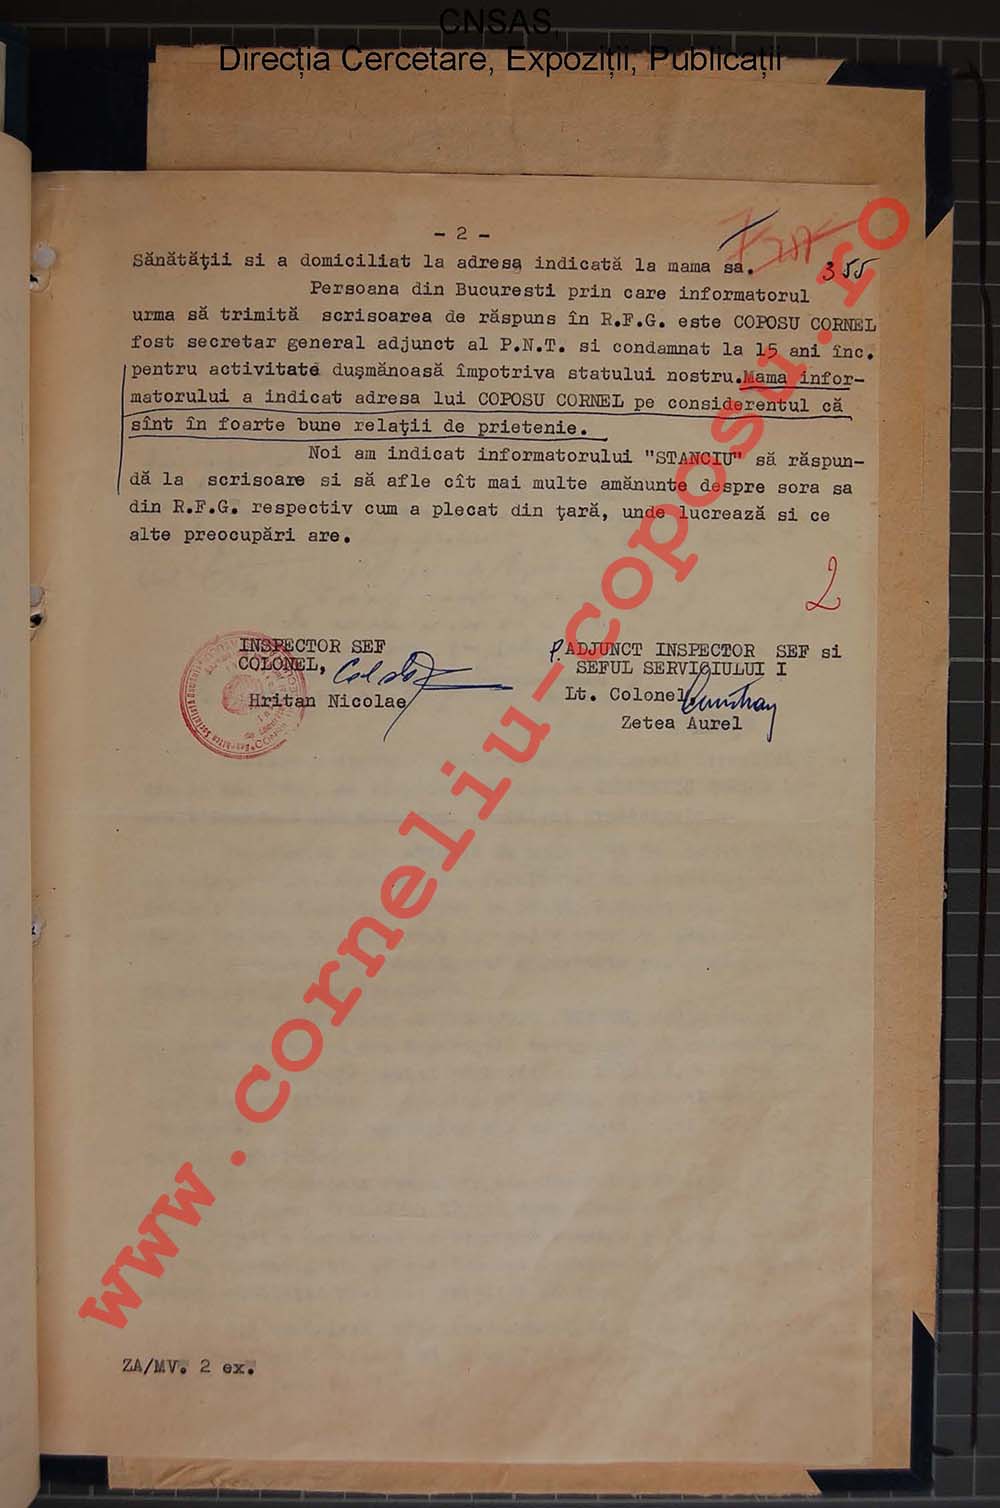 CNSAS,
Direcția Cercetare, Expoziții, Publicații
- 2 -
355
Sănătăţii si a domiciliat la adresa indicată la mama sa.
Persoana din Bucuresti prin care informatorul
urma să trimită scrisoarea de răspuns în R.F.G. este COPOSU CORNEL
fost secretar general adjunct al P.N.T. si condamnat la 15 ani înc.
pentru activitate duşmănoasă împotriva statului nostru.Mama infor-
matorului a indicat adresa lui COPOSU CORNEL pe considerentul că
sînt în foarte bune relaţii de prietenie.
Noi am indicat informatorului "STANCIU" să răspun-
dă la scrisoare si să afle cît mai multe amănunte despre sora sa
din R.F.G. respectiv cum a plecat din ţară, unde lucrează si ce
alte preocupări are.
2
INSPECTOR SEF
COLONEL,
Hritan Nicolae
P. ADJUNCT INSPECTOR SEF si
SEFUL SERVICIULUI I
Lt. Colonel
Zetea Aurel
www.corneliu-coposu.ro
ZA/MV. 2 ex.